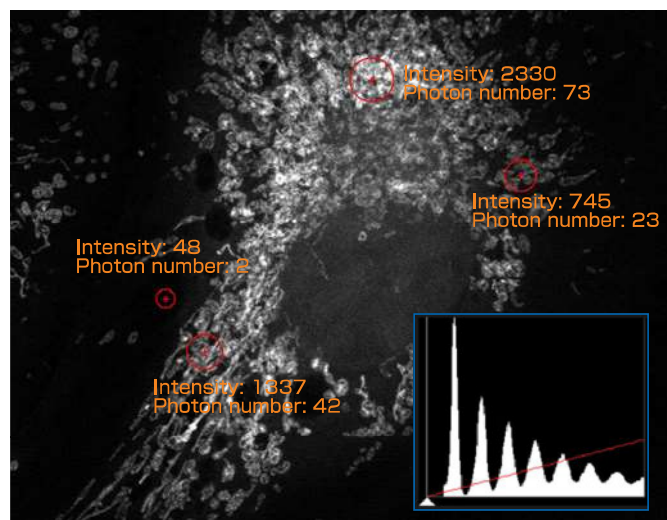 Intensity: 2330
Photon number: 73
Intensity: 745
Photon number: 23
Intensity: 48
Photon number: 2
Intensity: 1337
Photon number: 42